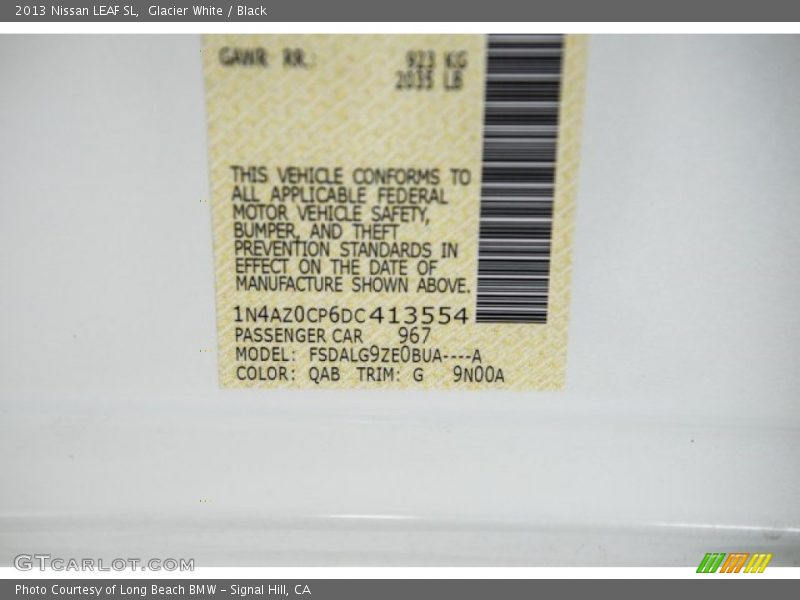 2013 Nissan LEAF SL,  Glacier White / Black
GAWR RR.: 923 KG
2035 LB
THIS VEHICLE CONFORMS TO
ALL APPLICABLE FEDERAL
MOTOR VEHICLE SAFETY,
BUMPER, AND THEFT
PREVENTION STANDARDS IN
EFFECT ON THE DATE OF
MANUFACTURE SHOWN ABOVE.
1N4AZ0CP6DC413554
PASSENGER CAR 967
MODEL: FSDALG9ZE0BUA----A
COLOR: QAB TRIM: G 9N00A
GTCARLOT.COM
Photo Courtesy of Long Beach BMW - Signal Hill, CA